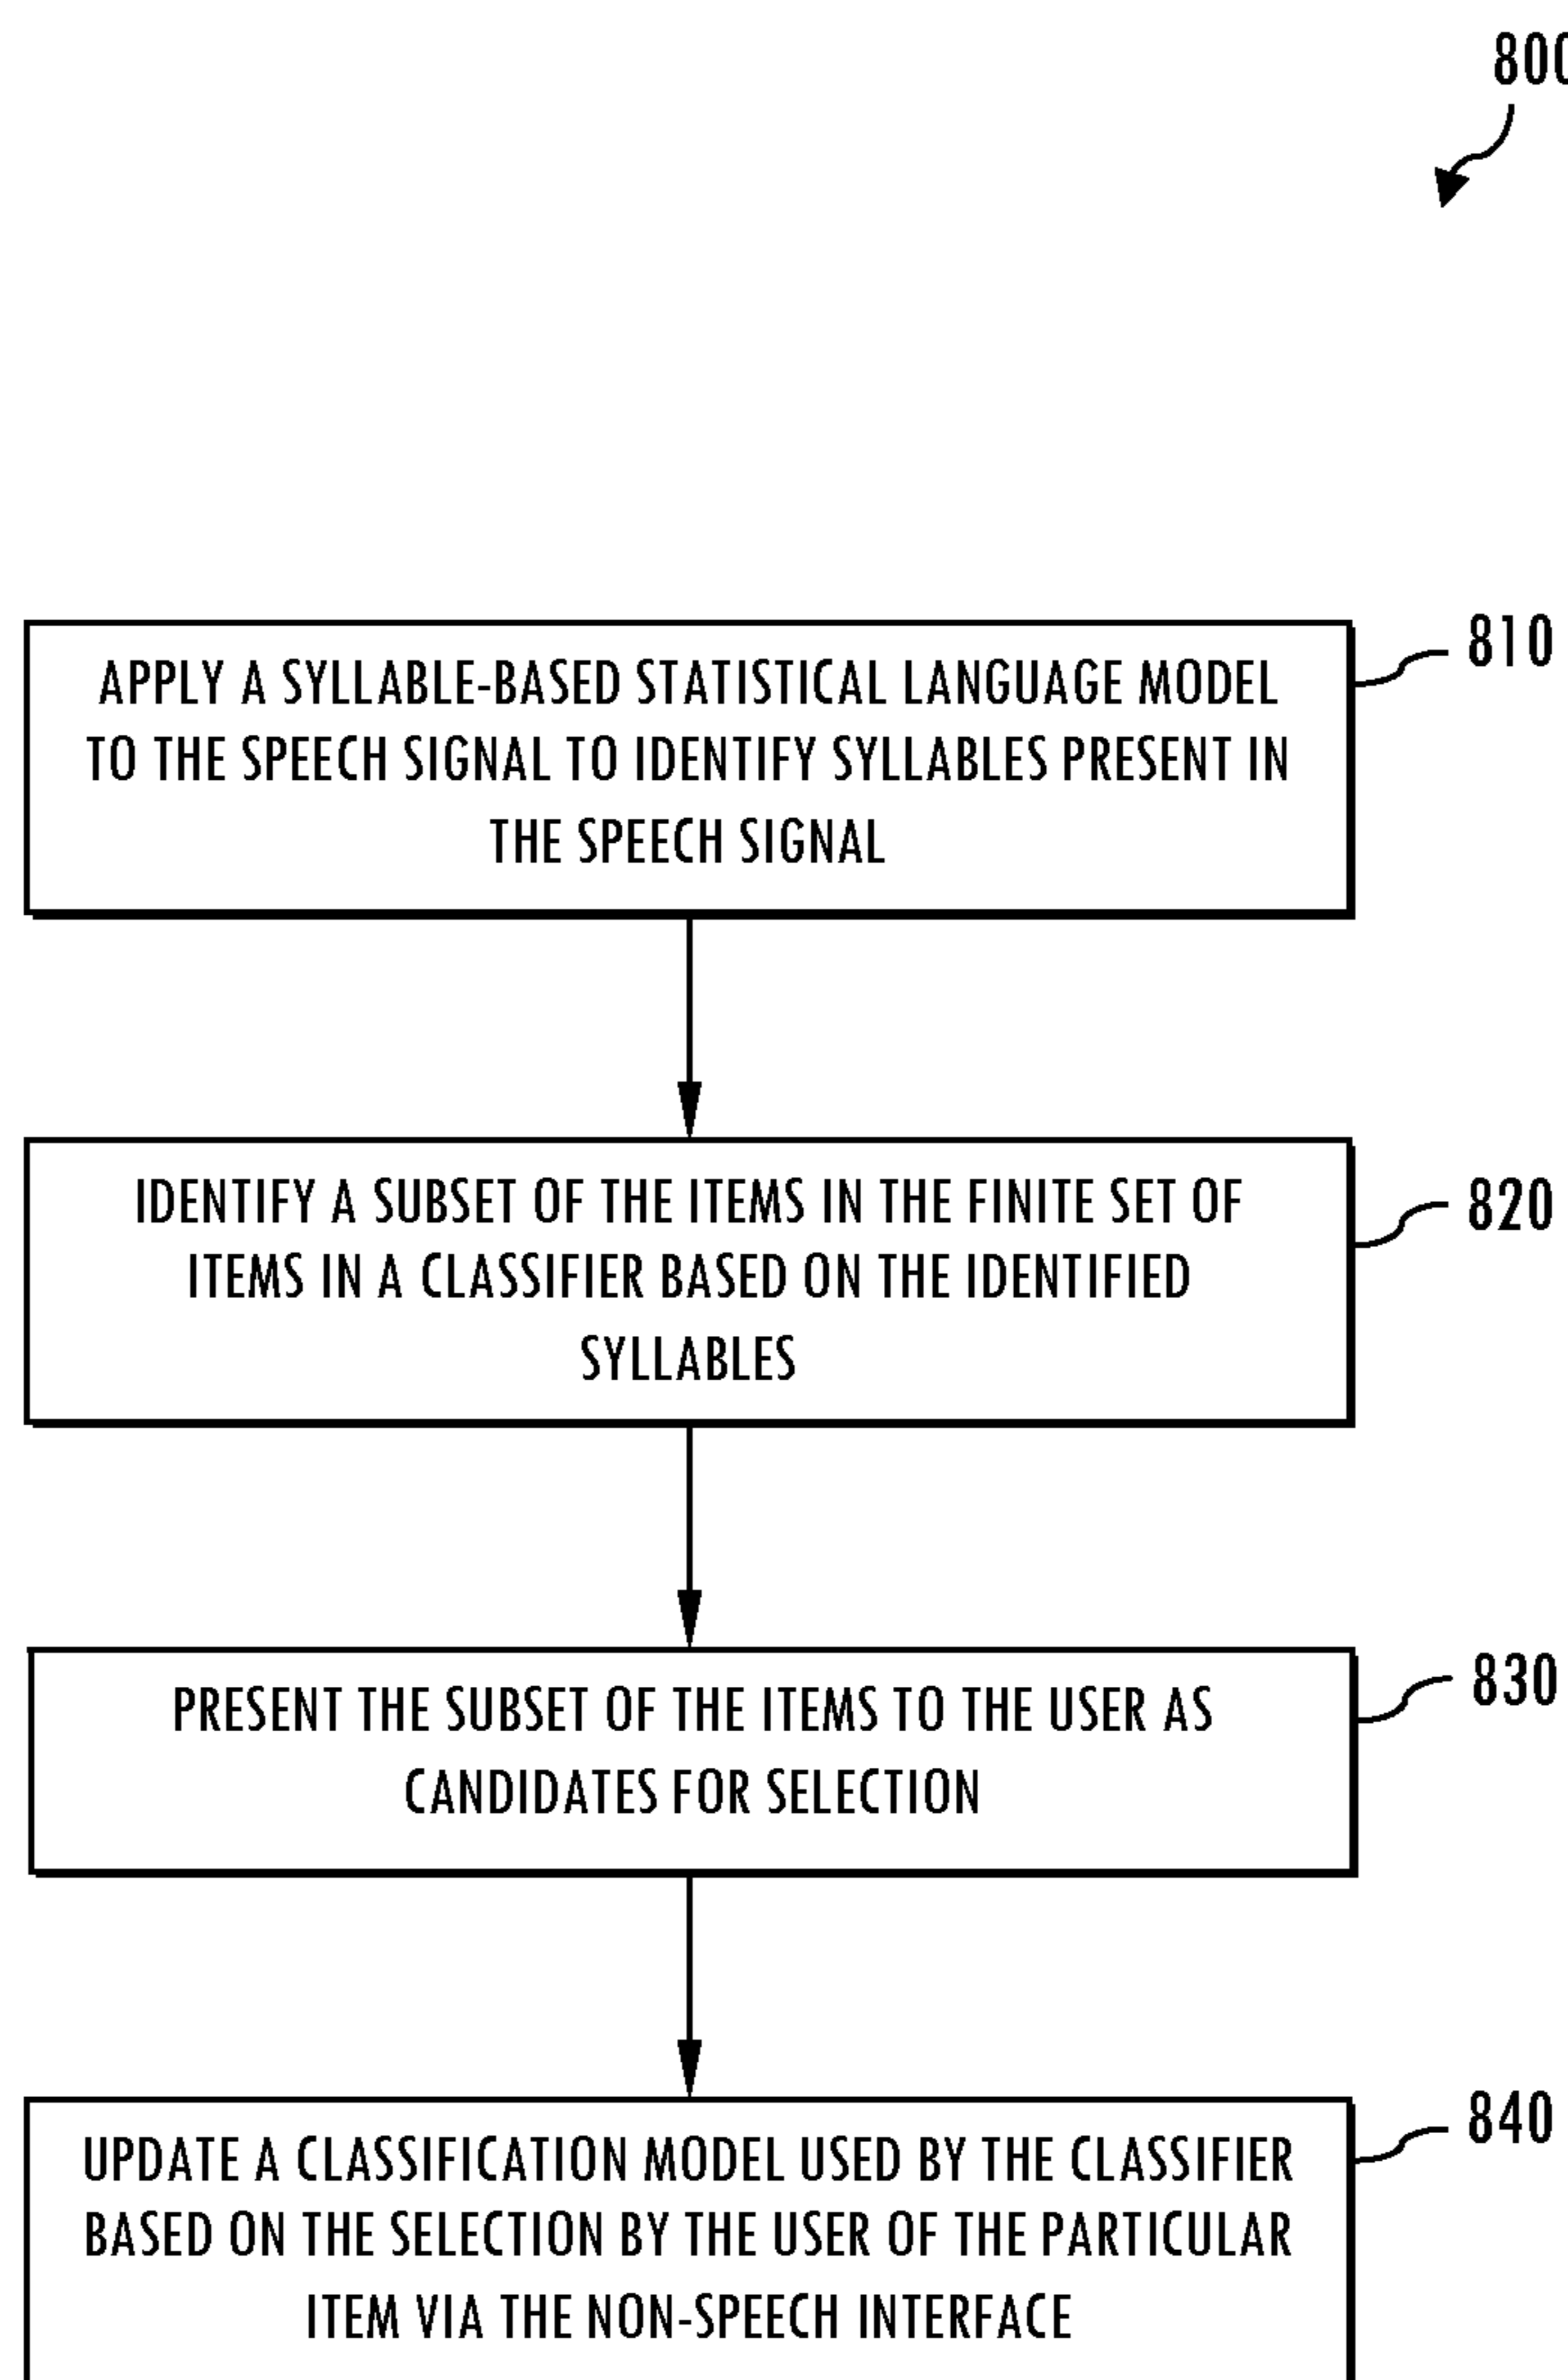 800
APPLY A SYLLABLE-BASED STATISTICAL LANGUAGE MODEL
TO THE SPEECH SIGNAL TO IDENTIFY SYLLABLES PRESENT IN
THE SPEECH SIGNAL
810
IDENTIFY A SUBSET OF THE ITEMS IN THE FINITE SET OF
ITEMS IN A CLASSIFIER BASED ON THE IDENTIFIED
SYLLABLES
820
PRESENT THE SUBSET OF THE ITEMS TO THE USER AS
CANDIDATES FOR SELECTION
830
UPDATE A CLASSIFICATION MODEL USED BY THE CLASSIFIER
BASED ON THE SELECTION BY THE USER OF THE PARTICULAR
ITEM VIA THE NON-SPEECH INTERFACE
840